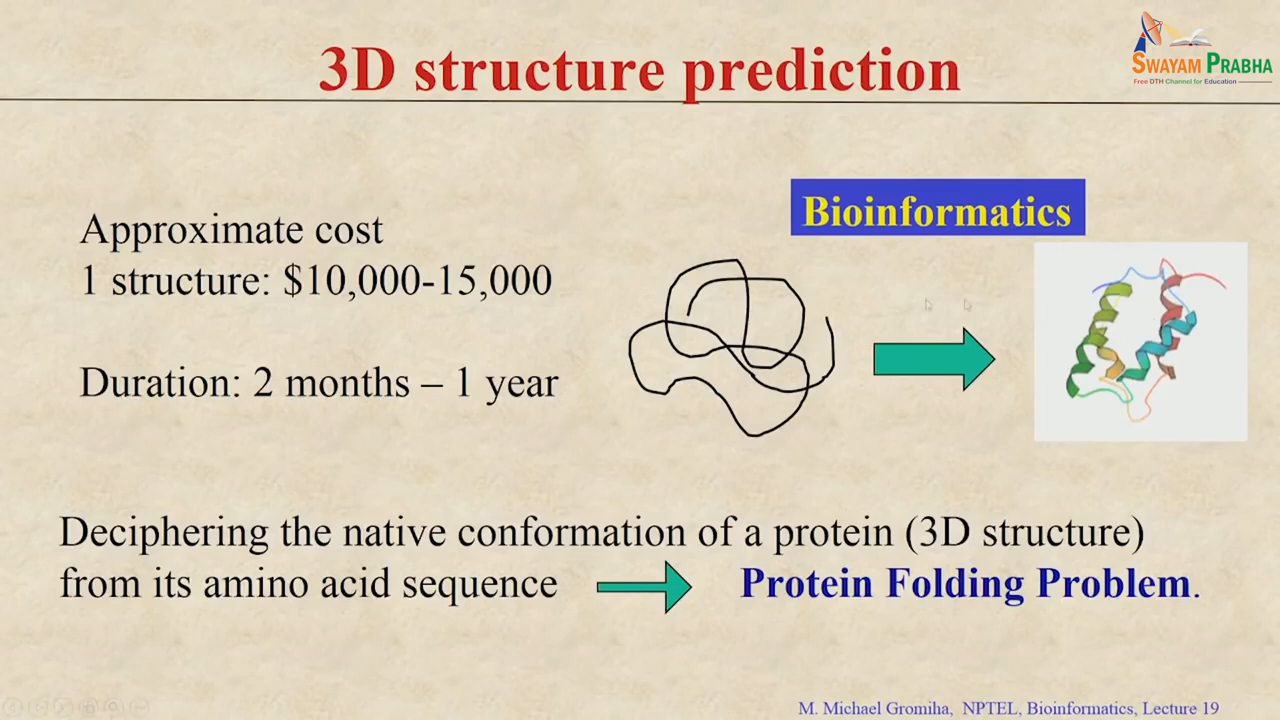 3D structure prediction
SWAYAM PRABHA
Free DTH Channel for Education
Approximate cost
1 structure: $10,000-15,000
Duration: 2 months – 1 year
Bioinformatics
Deciphering the native conformation of a protein (3D structure)
from its amino acid sequence
Protein Folding Problem.
M. Michael Gromiha, NPTEL, Bioinformatics, Lecture 19